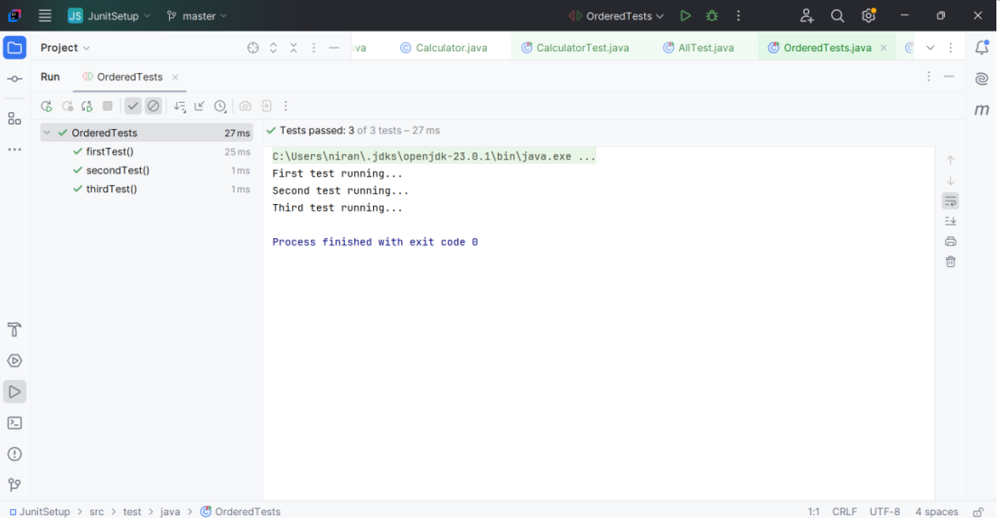 JS JunitSetup master OrderedTests
Project
ava Calculator.java CalculatorTest.java AllTest.java OrderedTests.java
Run OrderedTests
m
OrderedTests 27 ms
firstTest() 25 ms
secondTest() 1 ms
thirdTest() 1 ms
Tests passed: 3 of 3 tests – 27 ms
C:\Users\niran\.jdks\openjdk-23.0.1\bin\java.exe ...
First test running...
Second test running...
Third test running...
Process finished with exit code 0
JunitSetup > src > test > java > OrderedTests 1:1 CRLF UTF-8 4 spaces